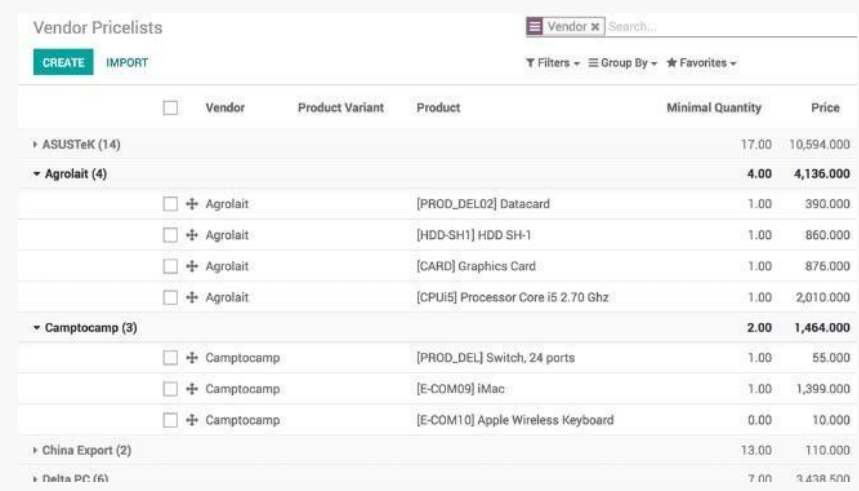 Vendor Pricelists
Vendor × Search...
CREATE IMPORT
Filters Group By Favorites
Vendor Product Variant Product Minimal Quantity Price
ASUSTeK (14) 17.00 10,594.000
Agrolait (4) 4.00 4,136.000
Agrolait [PROD_DEL02] Datacard 1.00 390.000
Agrolait [HDD-SH1] HDD SH-1 1.00 860.000
Agrolait [CARD] Graphics Card 1.00 876.000
Agrolait [CPUi5] Processor Core i5 2.70 Ghz 1.00 2,010.000
Camptocamp (3) 2.00 1,464.000
Camptocamp [PROD_DEL] Switch, 24 ports 1.00 55.000
Camptocamp [E-COM09] iMac 1.00 1,399.000
Camptocamp [E-COM10] Apple Wireless Keyboard 0.00 10.000
China Export (2) 13.00 110.000
Delta PC (6) 7.00 3,438.500